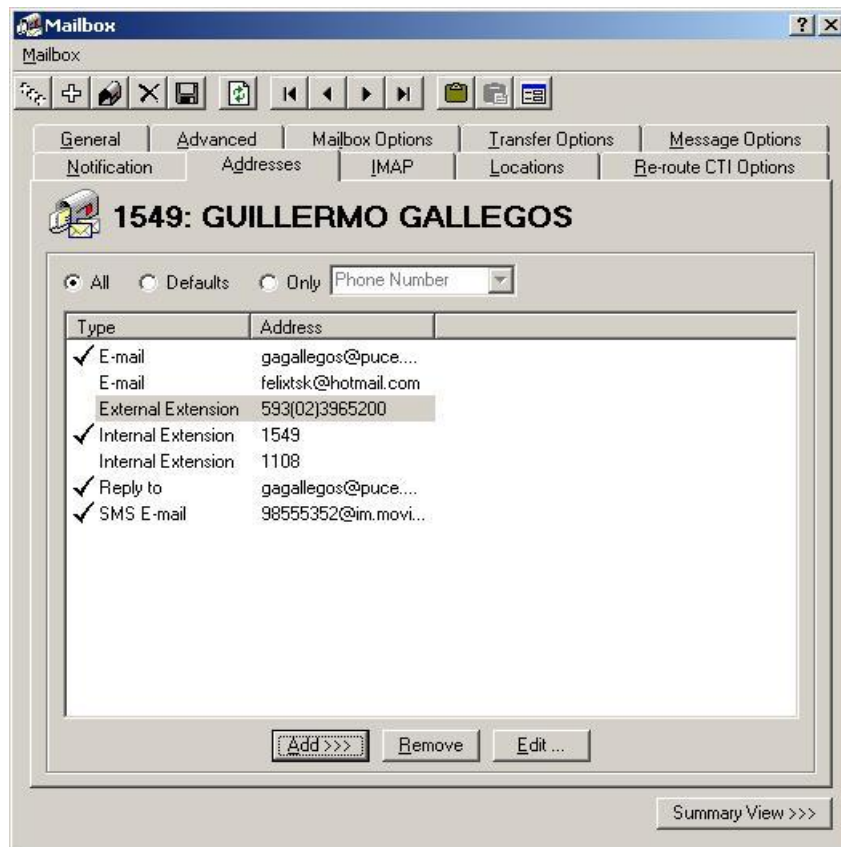 Mailbox
Mailbox
General Advanced Mailbox Options Transfer Options Message Options
Notification Addresses IMAP Locations Re-route CTI Options
1549: GUILLERMO GALLEGOS
All Defaults Only Phone Number
Type Address
E-mail gagallegos@puce....
E-mail felixtsk@hotmail.com
External Extension 593(02)3965200
Internal Extension 1549
Internal Extension 1108
Reply to gagallegos@puce....
SMS E-mail 98555352@im.movi...
Add >>> Remove Edit ...
Summary View >>>